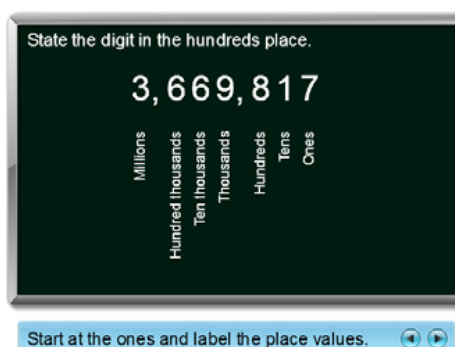 State the digit in the hundreds place.
3,669,817
Millions
Hundred thousands
Ten thousands
Thousands
Hundreds
Tens
Ones
Start at the ones and label the place values.